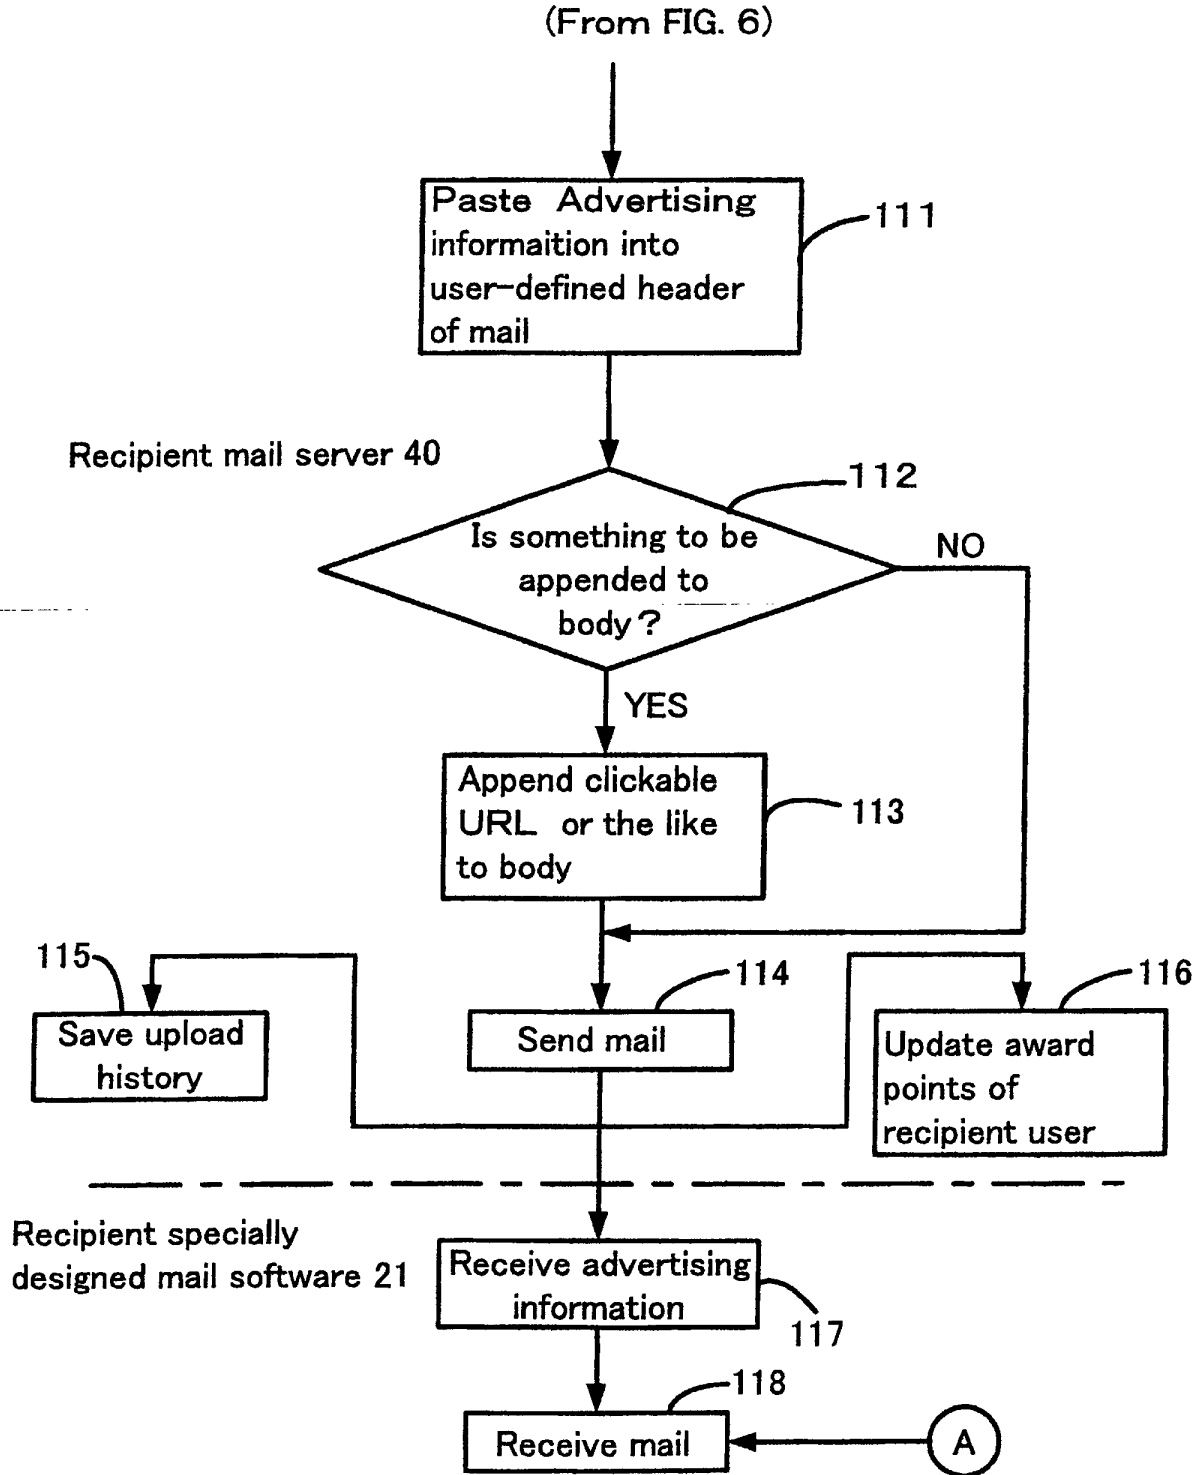 (From FIG. 6)
Paste Advertising
informaition into
user-defined header
of mail
111
Recipient mail server 40
112
Is something to be
appended to
body?
NO
YES
Append clickable
URL or the like
to body
113
115
114
116
Save upload
history
Send mail
Update award
points of
recipient user
Recipient specially
designed mail software 21
Receive advertising
information
117
118
Receive mail
A